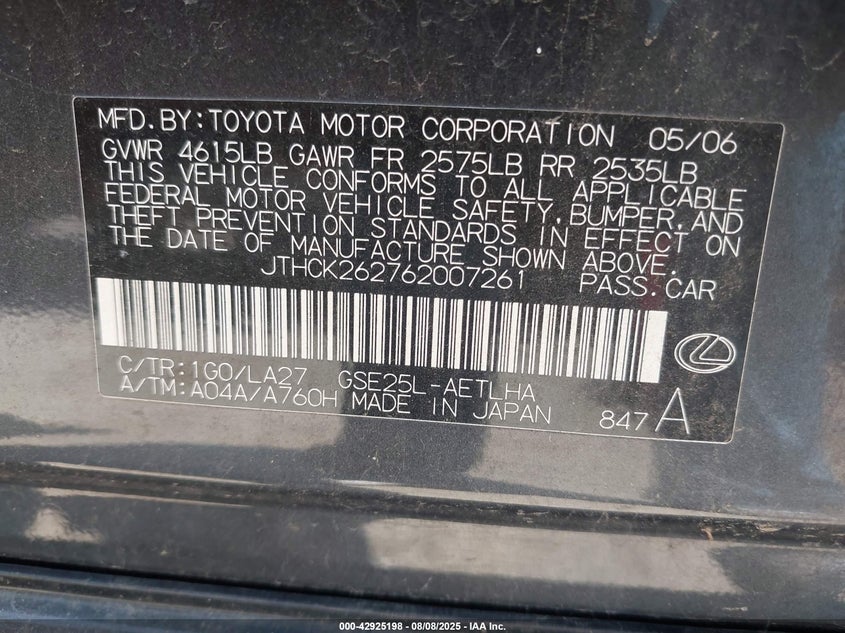 MFD.BY:TOYOTA MOTOR CORPORATION 05/06
GVWR 4615LB GAWR FR 2575LB RR 2535LB
THIS VEHICLE CONFORMS TO ALL APPLICABLE
FEDERAL MOTOR VEHICLE SAFETY,BUMPER,AND
THEFT PREVENTION STANDARDS IN EFFECT ON
THE DATE OF MANUFACTURE SHOWN ABOVE.
JTHCK262762007261 PASS.CAR
C/TR:1G0/LA27 GSE25L-AETLHA
A/TM:A04A/A760H MADE IN JAPAN 847 A
000-42925198 - 08/08/2025 - IAA Inc.